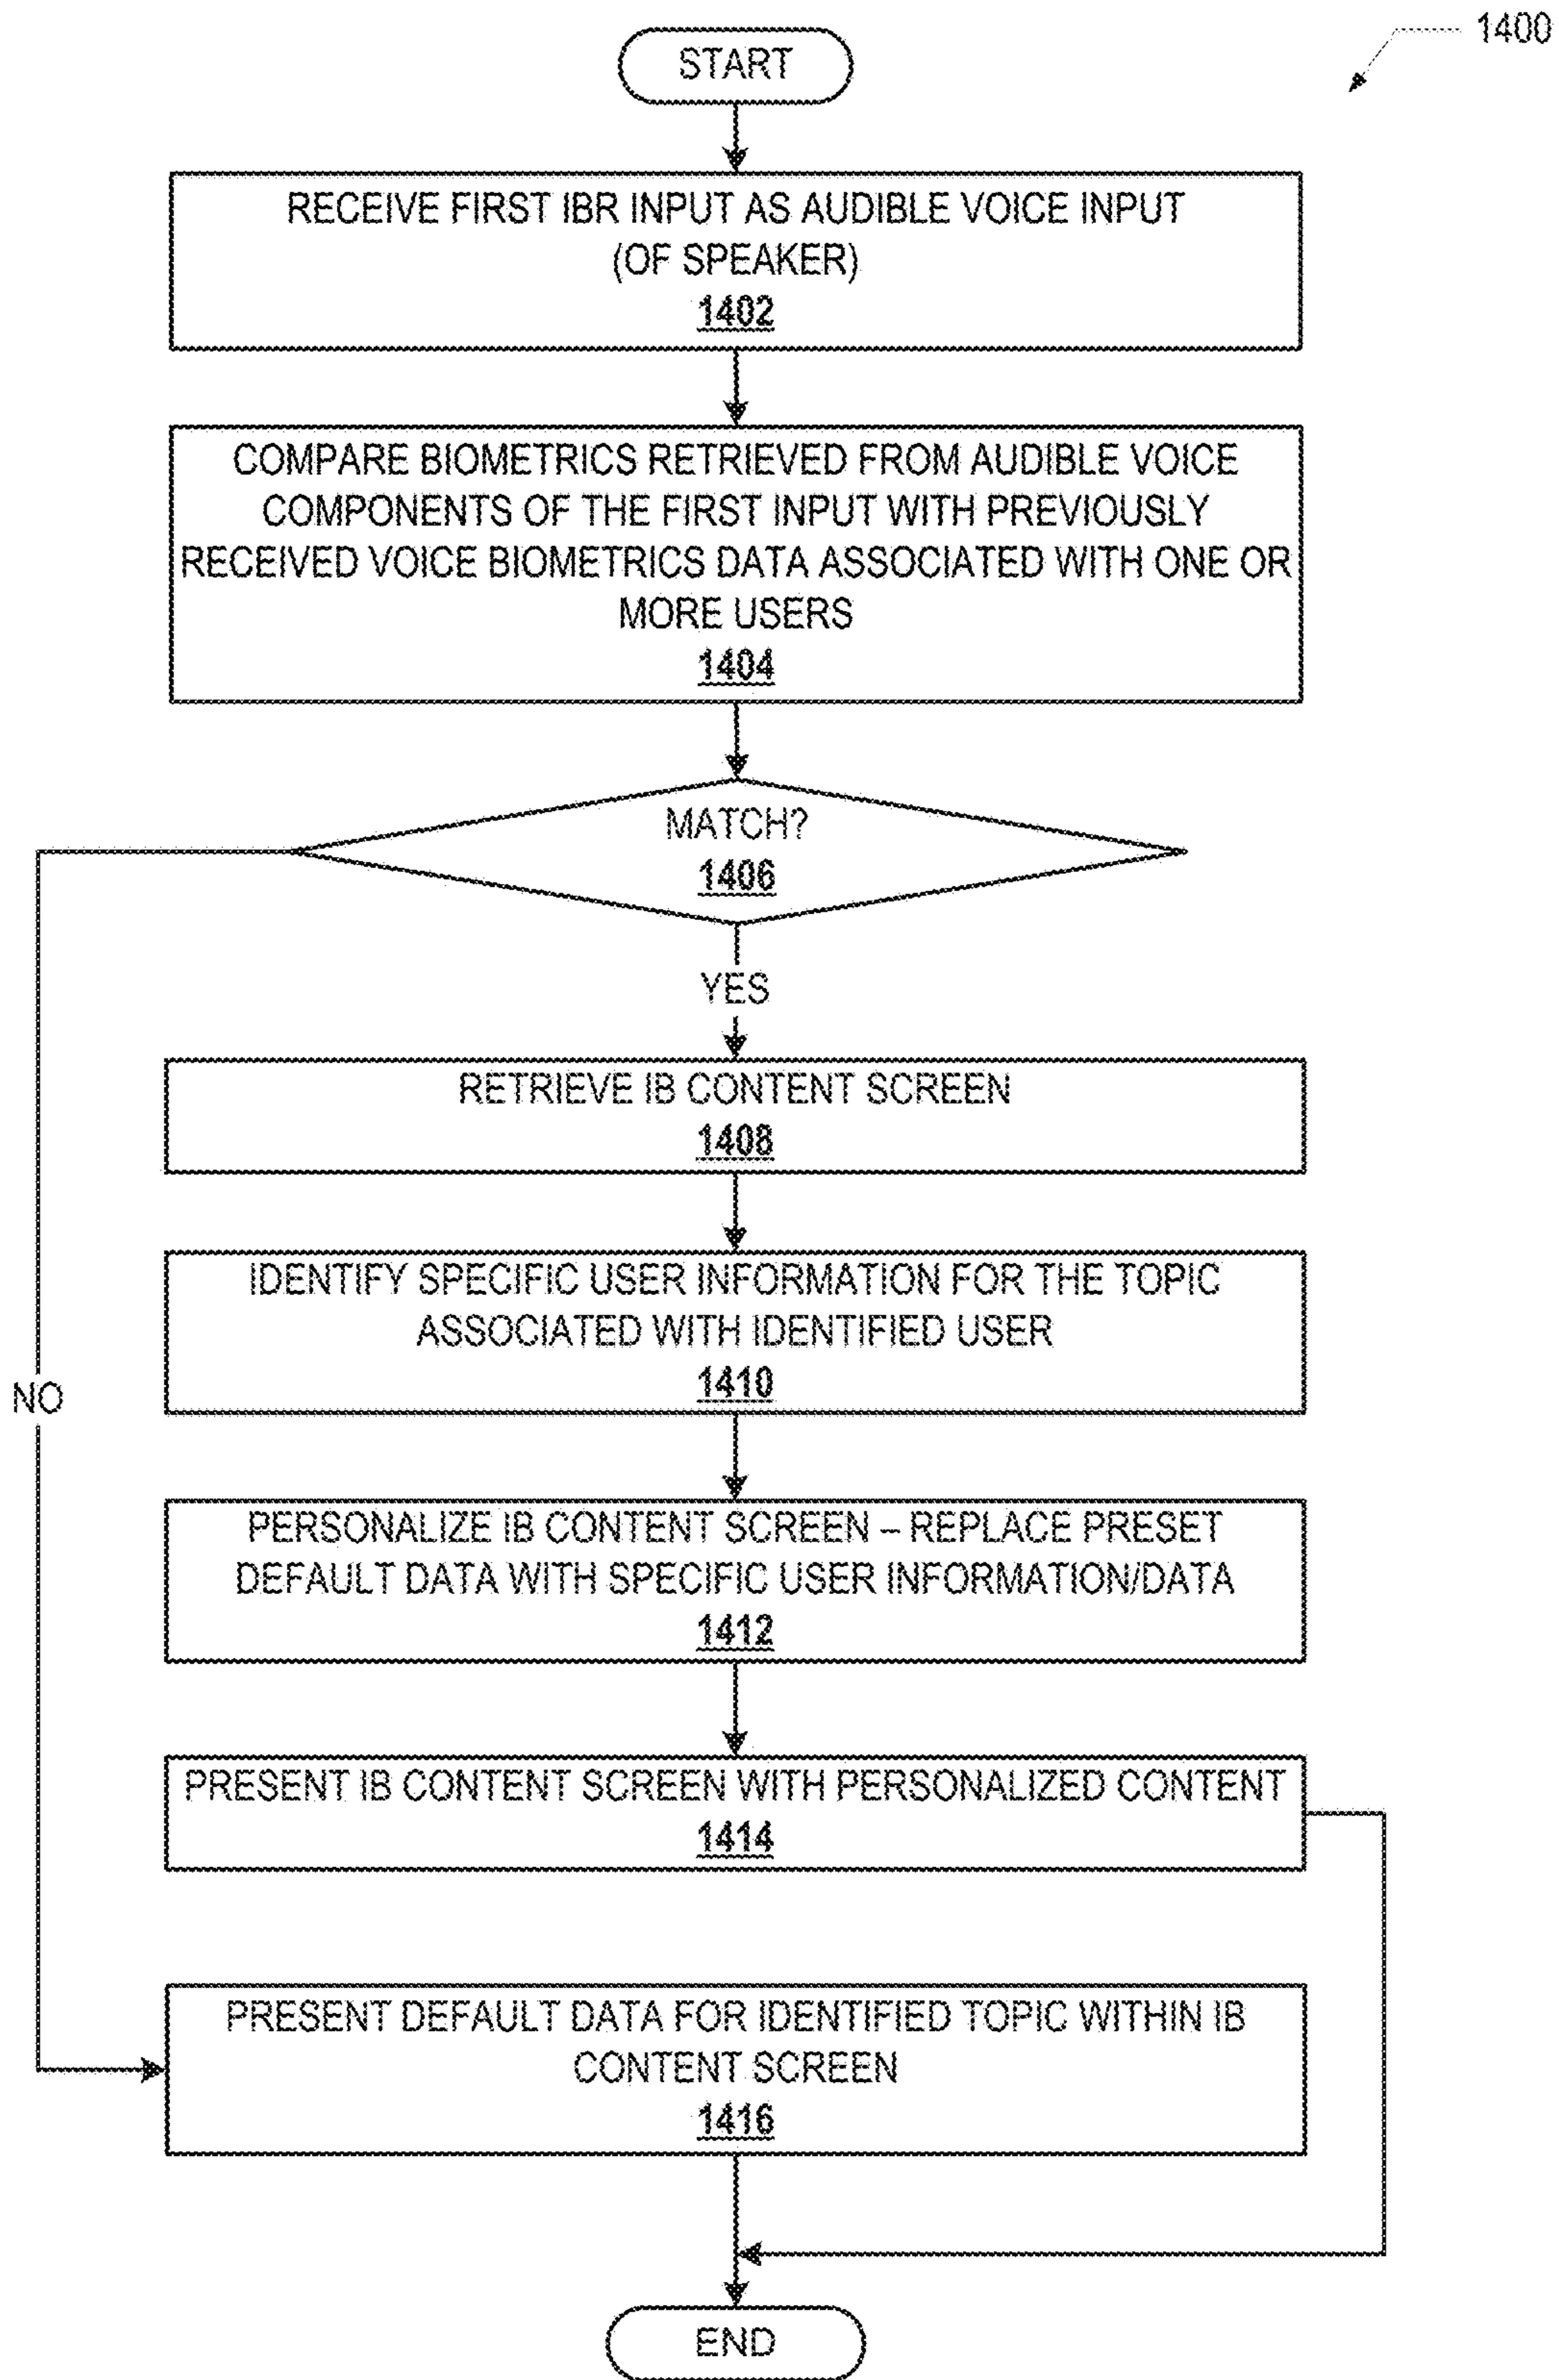 1400
START
RECEIVE FIRST IBR INPUT AS AUDIBLE VOICE INPUT
(OF SPEAKER)
1402
COMPARE BIOMETRICS RETRIEVED FROM AUDIBLE VOICE
COMPONENTS OF THE FIRST INPUT WITH PREVIOUSLY
RECEIVED VOICE BIOMETRICS DATA ASSOCIATED WITH ONE OR
MORE USERS
1404
MATCH?
1406
YES
RETRIEVE IB CONTENT SCREEN
1408
IDENTIFY SPECIFIC USER INFORMATION FOR THE TOPIC
ASSOCIATED WITH IDENTIFIED USER
1410
NO
PERSONALIZE IB CONTENT SCREEN – REPLACE PRESET
DEFAULT DATA WITH SPECIFIC USER INFORMATION/DATA
1412
PRESENT IB CONTENT SCREEN WITH PERSONALIZED CONTENT
1414
PRESENT DEFAULT DATA FOR IDENTIFIED TOPIC WITHIN IB
CONTENT SCREEN
1416
END